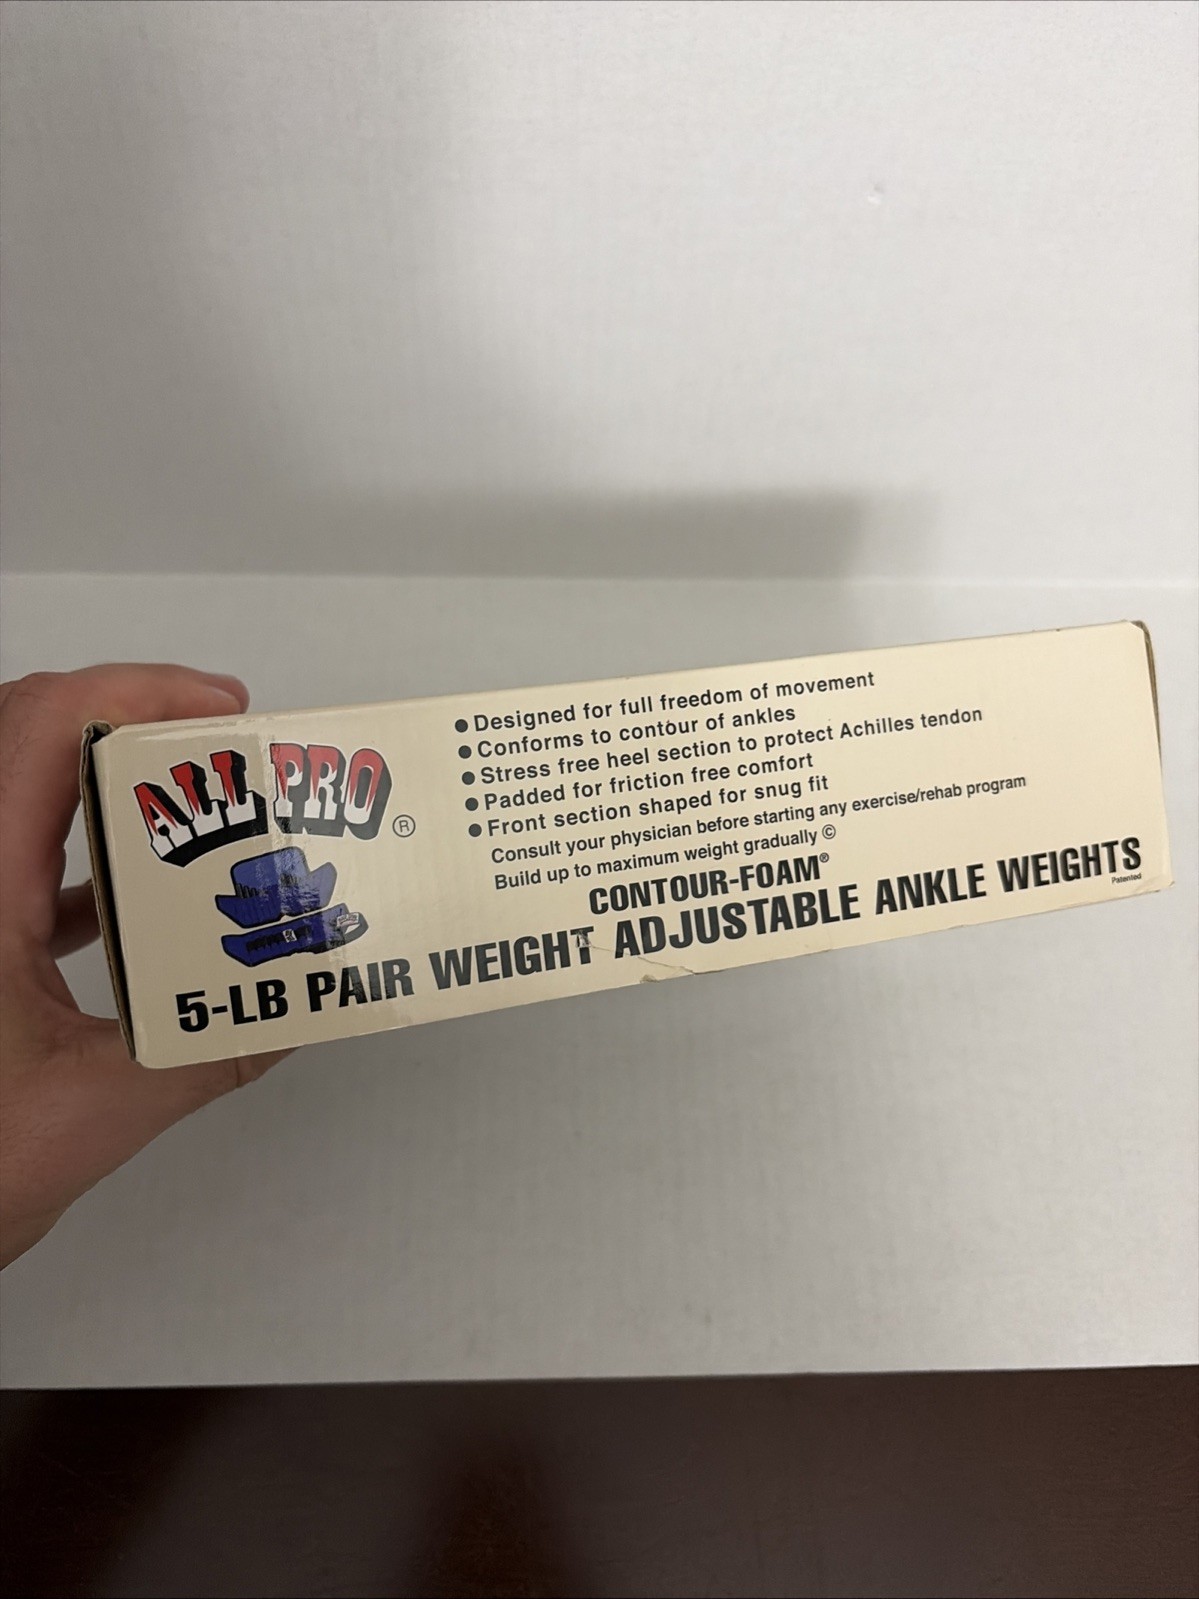 ALL PRO ®
● Designed for full freedom of movement
● Conforms to contour of ankles
● Stress free heel section to protect Achilles tendon
● Padded for friction free comfort
● Front section shaped for snug fit
Consult your physician before starting any exercise/rehab program
Build up to maximum weight gradually ©
CONTOUR-FOAM®
5-LB PAIR WEIGHT ADJUSTABLE ANKLE WEIGHTS
Patented